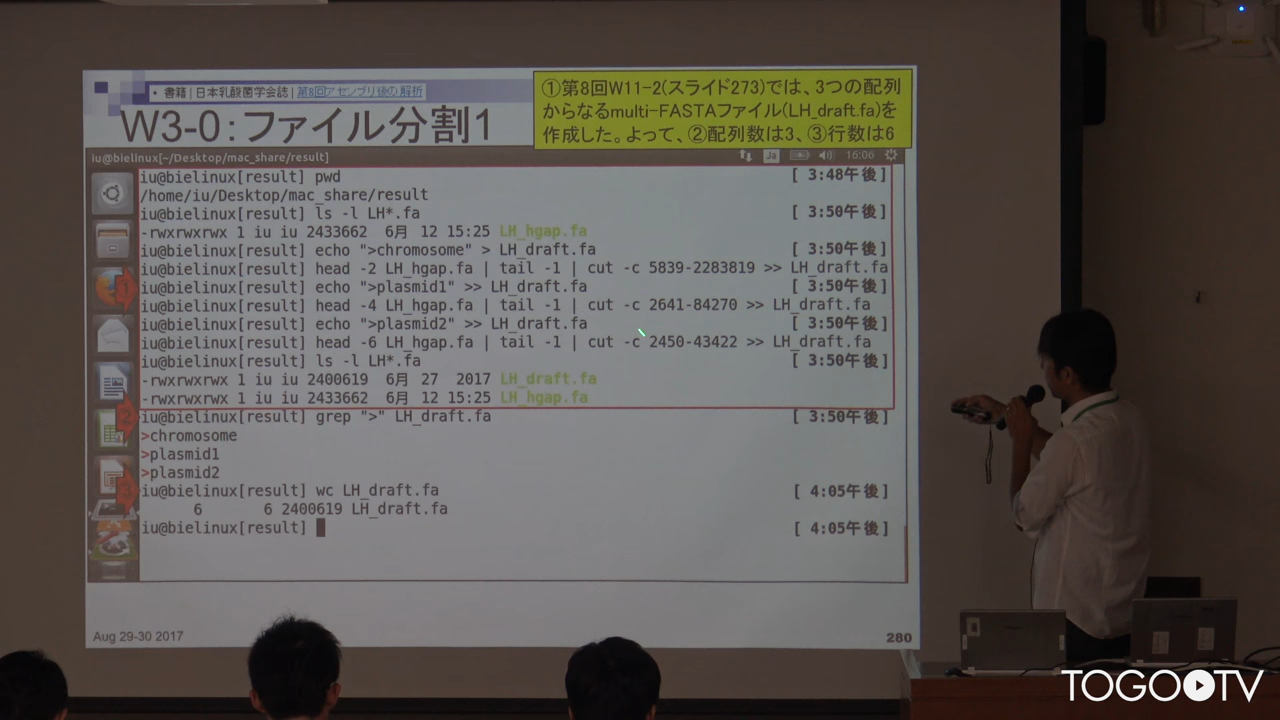 ・書籍 | 日本乳酸菌学会誌 | 第8回アセンブリ後の解析
W3-0：ファイル分割1
①第8回W11-2(スライド273)では、3つの配列
からなるmulti-FASTAファイル(LH_draft.fa)を
作成した。よって、②配列数は3、③行数は6
iu@bielinux[~/Desktop/mac_share/result] Ja 16:06
iu@bielinux[result] pwd [ 3:48午後]
/home/iu/Desktop/mac_share/result
iu@bielinux[result] ls -l LH*.fa [ 3:50午後]
-rwxrwxrwx 1 iu iu 2433662 6月 12 15:25 LH_hgap.fa
iu@bielinux[result] echo ">chromosome" > LH_draft.fa [ 3:50午後]
iu@bielinux[result] head -2 LH_hgap.fa | tail -1 | cut -c 5839-2283819 >> LH_draft.fa
iu@bielinux[result] echo ">plasmid1" >> LH_draft.fa [ 3:50午後]
iu@bielinux[result] head -4 LH_hgap.fa | tail -1 | cut -c 2641-84270 >> LH_draft.fa
iu@bielinux[result] echo ">plasmid2" >> LH_draft.fa [ 3:50午後]
iu@bielinux[result] head -6 LH_hgap.fa | tail -1 | cut -c 2450-43422 >> LH_draft.fa
iu@bielinux[result] ls -l LH*.fa [ 3:50午後]
-rwxrwxrwx 1 iu iu 2400619 6月 27 2017 LH_draft.fa
-rwxrwxrwx 1 iu iu 2433662 6月 12 15:25 LH_hgap.fa
iu@bielinux[result] grep ">" LH_draft.fa [ 3:50午後]
>chromosome
>plasmid1
>plasmid2
iu@bielinux[result] wc LH_draft.fa [ 4:05午後]
6 6 2400619 LH_draft.fa
iu@bielinux[result] [ 4:05午後]
①
②
③
Aug 29-30 2017
280
TOGOTV